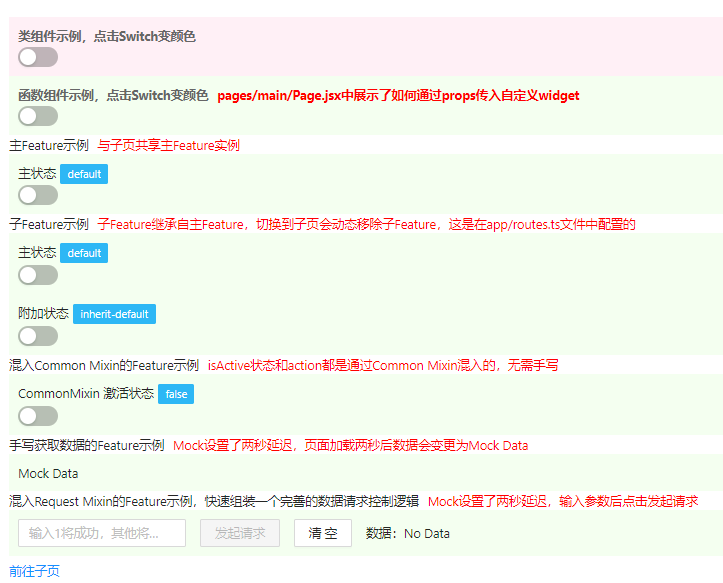 类组件示例，点击Switch变颜色
函数组件示例，点击Switch变颜色 pages/main/Page.jsx中展示了如何通过props传入自定义widget
主Feature示例 与子页共享主Feature实例
主状态 default
子Feature示例 子Feature继承自主Feature，切换到子页会动态移除子Feature，这是在app/routes.ts文件中配置的
主状态 default
附加状态 inherit-default
混入Common Mixin的Feature示例 isActive状态和action都是通过Common Mixin混入的，无需手写
CommonMixin 激活状态 false
手写获取数据的Feature示例 Mock设置了两秒延迟，页面加载两秒后数据会变更为Mock Data
Mock Data
混入Request Mixin的Feature示例，快速组装一个完善的数据请求控制逻辑 Mock设置了两秒延迟，输入参数后点击发起请求
输入1将成功，其他将... 发起请求 清 空 数据：No Data
前往子页